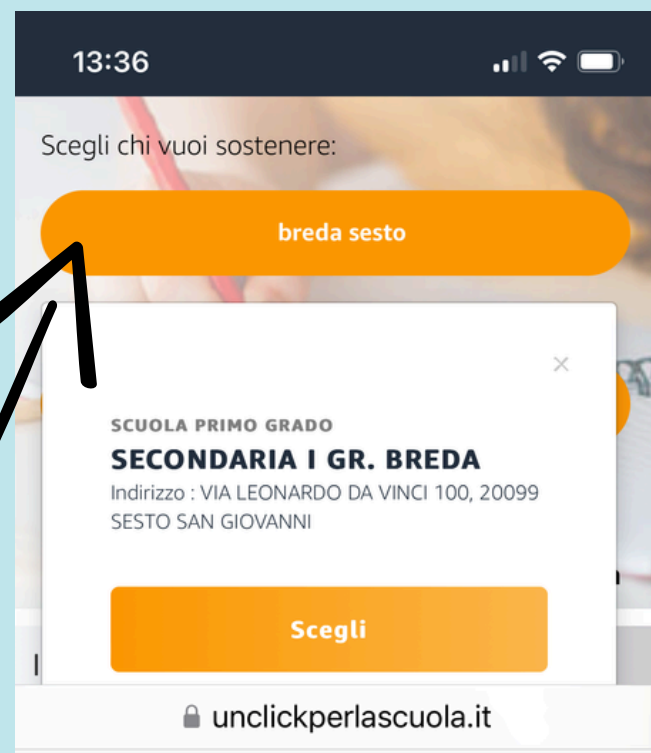 13:36
Scegli chi vuoi sostenere:
breda sesto
SCUOLA PRIMO GRADO
SECONDARIA I GR. BREDA
Indirizzo : VIA LEONARDO DA VINCI 100, 20099
SESTO SAN GIOVANNI
Scegli
unclickperlascuola.it